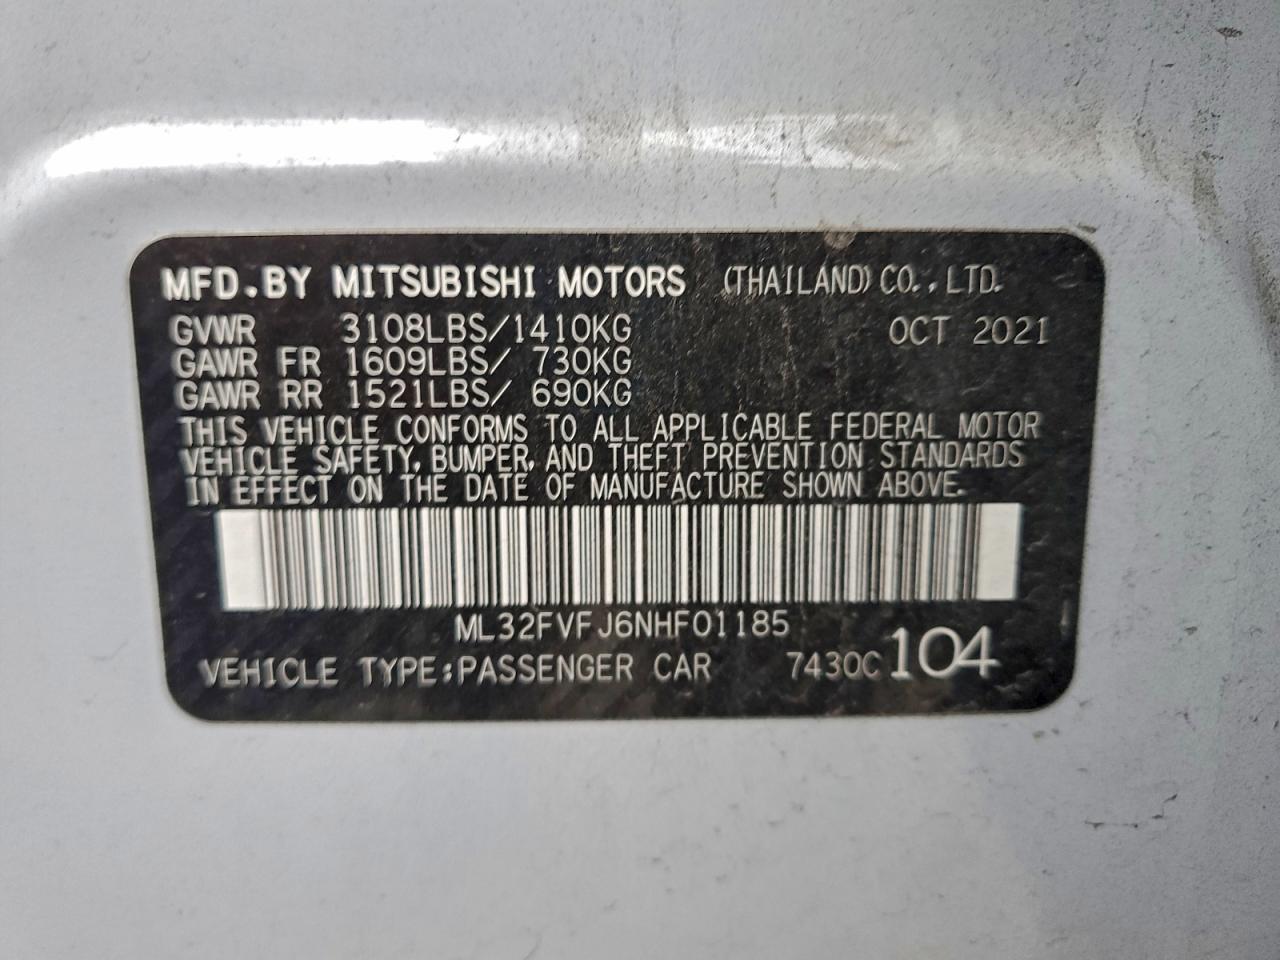 MFD.BY MITSUBISHI MOTORS (THAILAND) CO., LTD.
GVWR 3108LBS/1410KG OCT 2021
GAWR FR 1609LBS/ 730KG
GAWR RR 1521LBS/ 690KG
THIS VEHICLE CONFORMS TO ALL APPLICABLE FEDERAL MOTOR
VEHICLE SAFETY, BUMPER, AND THEFT PREVENTION STANDARDS
IN EFFECT ON THE DATE OF MANUFACTURE SHOWN ABOVE.
ML32FVFJ6NHF01185
VEHICLE TYPE:PASSENGER CAR 7430C 104